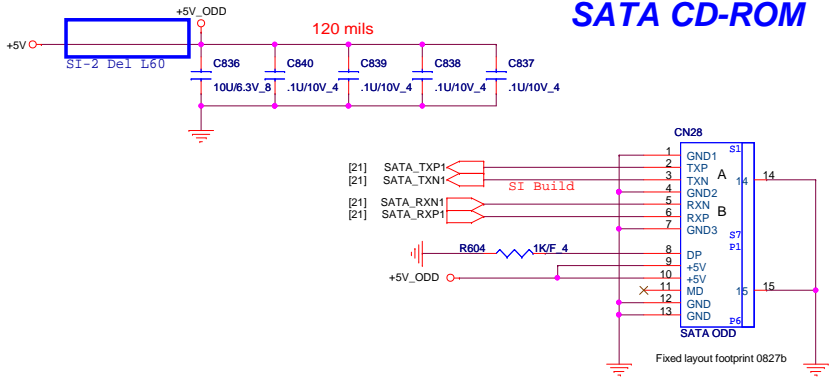 SATA CD-ROM
+5V_ODD
120 mils
+5V
SI-2 Del L60
C836
C840
C839
C838
C837
10U/6.3V_8
.1U/10V_4
.1U/10V_4
.1U/10V_4
.1U/10V_4
CN28
S1
1 GND1
[21] SATA_TXP1 2 TXP
[21] SATA_TXN1 3 TXN A 14 14
SI Build
4 GND2
[21] SATA_RXN1 5 RXN
[21] SATA_RXP1 6 RXP B
7 GND3
S7
P1
R604 1K/F_4 8 DP
9 +5V
+5V_ODD 10 +5V
11 MD 15 15
12 GND
13 GND
P6
SATA ODD
Fixed layout footprint 0827b